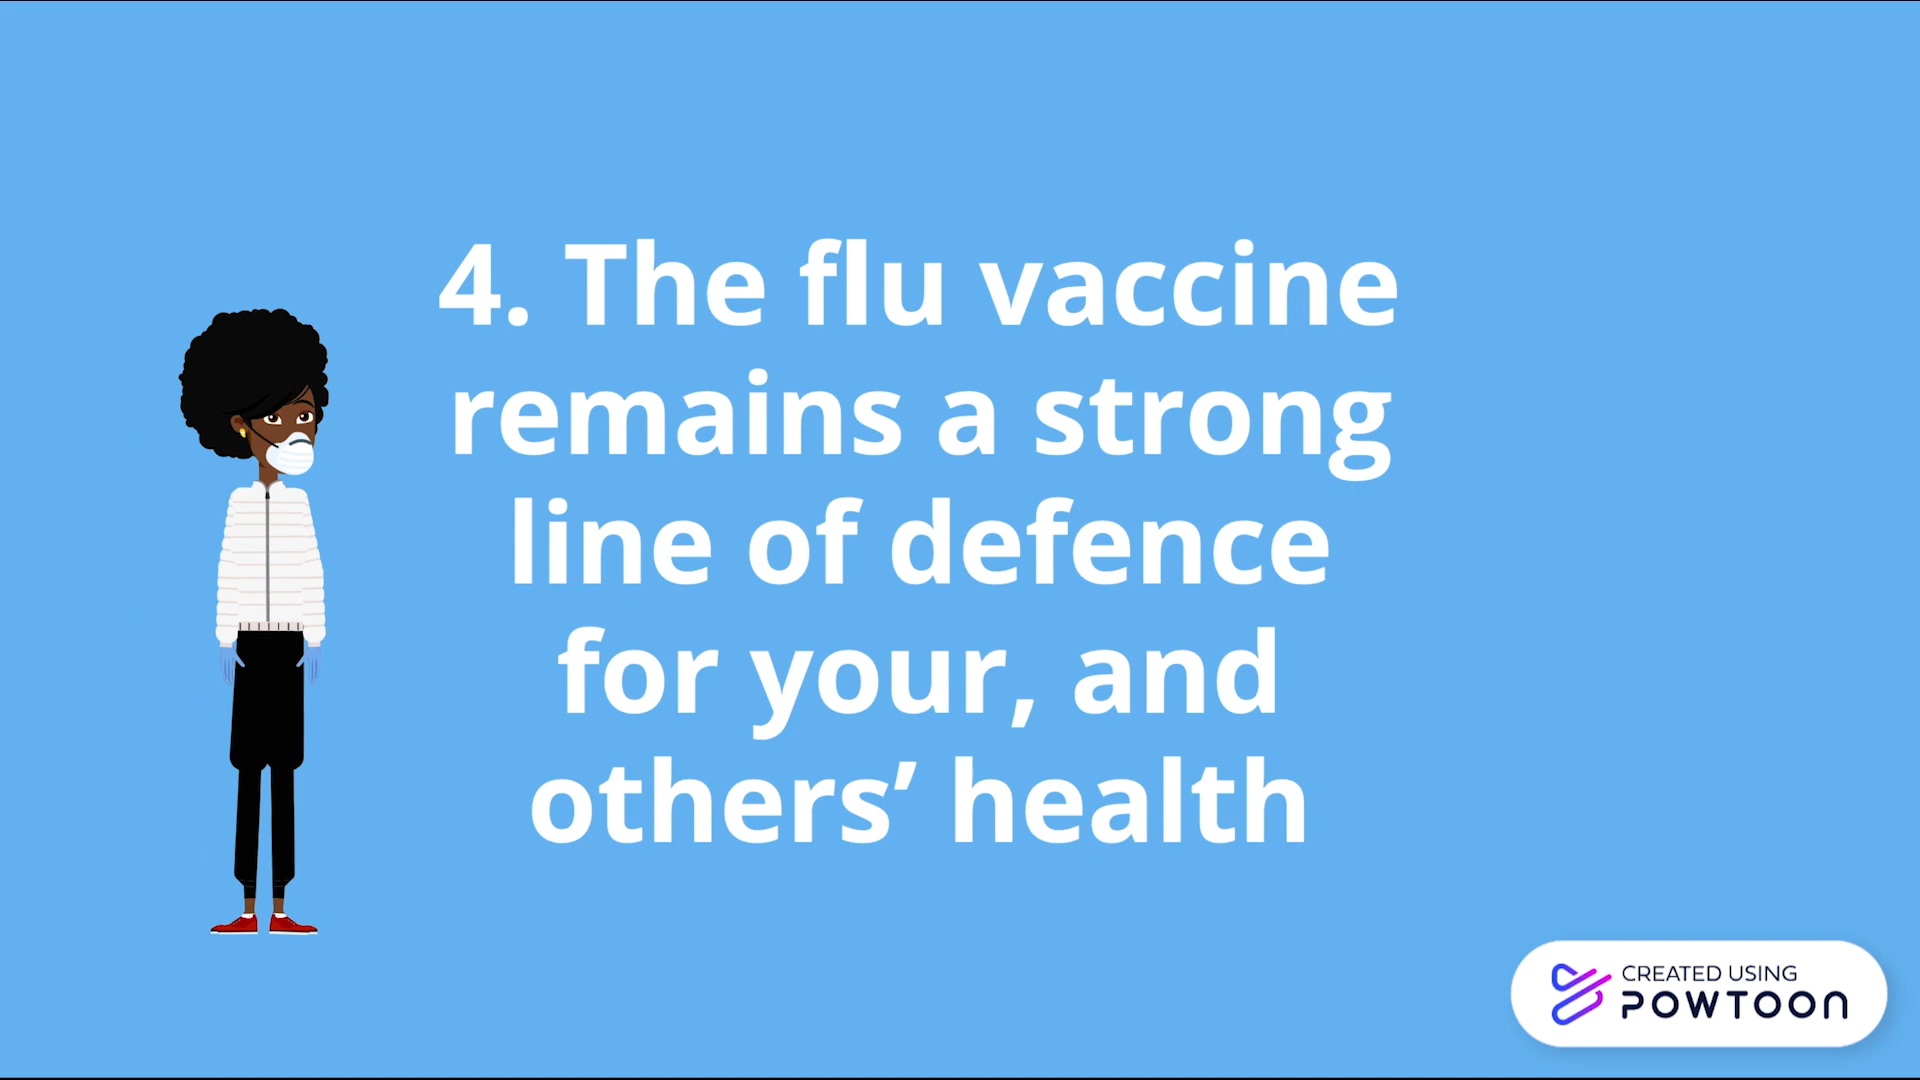 4. The flu vaccine
remains a strong
line of defence
for your, and
others’ health
CREATED USING
POWTOON